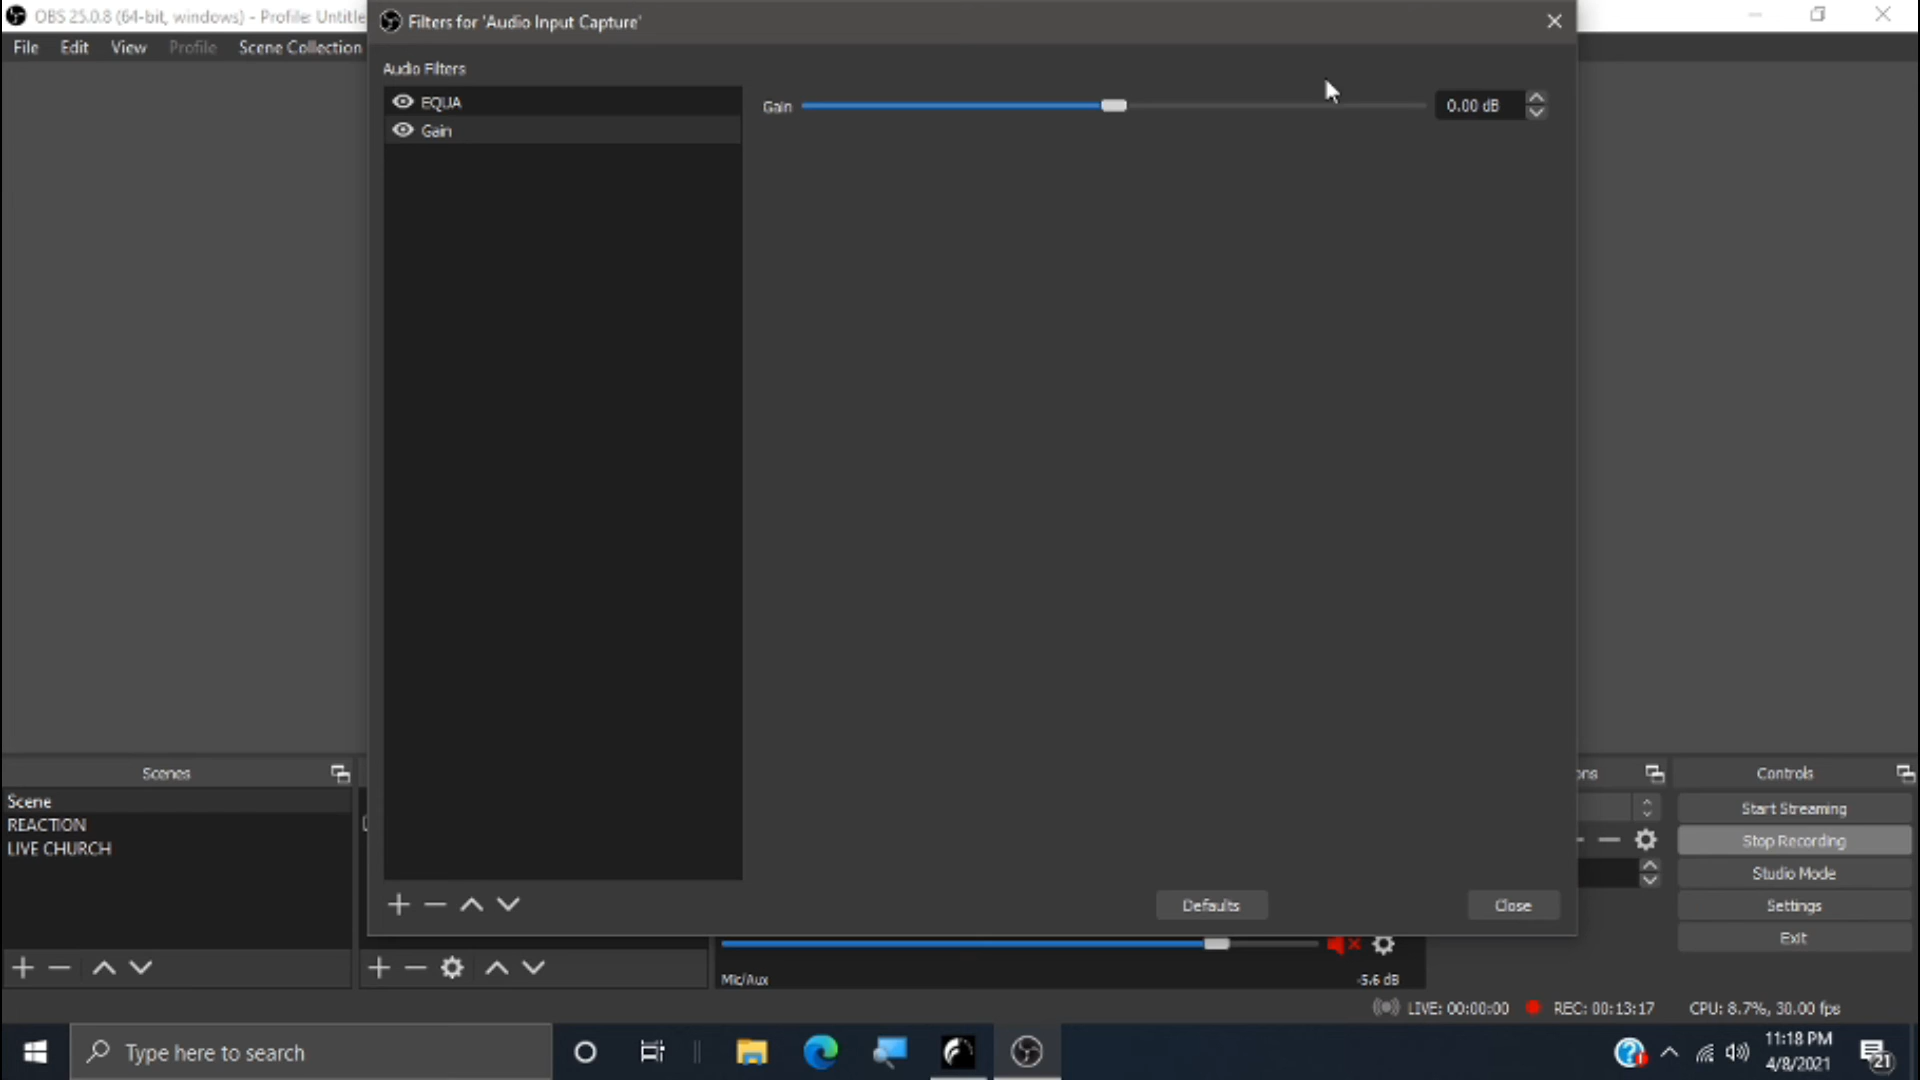 OBS 25.0.8 (64-bit, windows) - Profile: Untitle
Filters for 'Audio Input Capture'
File Edit View Profile Scene Collection
Audio Filters
EQUA
Gain
Gain 0.00 dB
Defaults Close
Scenes
Scene
REACTION
LIVE CHURCH
Mic/Aux -5.6 dB
ons
Controls
Start Streaming
Stop Recording
Studio Mode
Settings
Exit
LIVE: 00:00:00 REC: 00:13:17 CPU: 8.7%, 30.00 fps
Type here to search
11:18 PM
4/8/2021
21